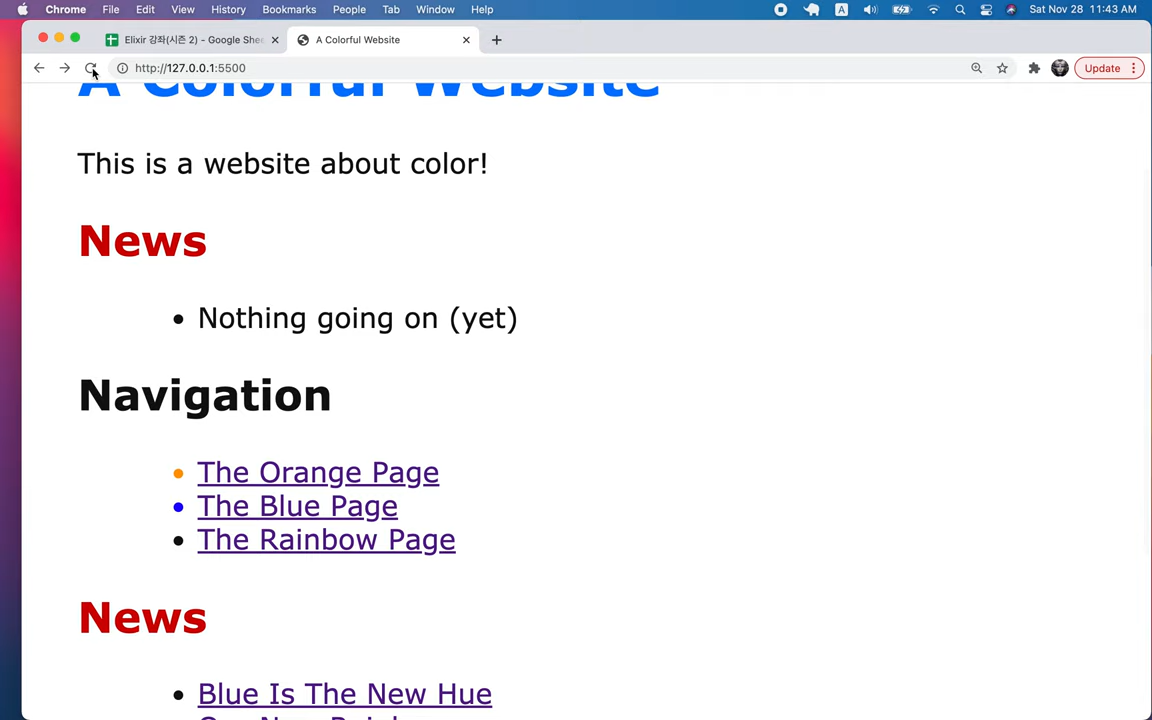 Chrome File Edit View History Bookmarks People Tab Window Help A Sat Nov 28 11:43 AM
Elixir 강좌(시즌 2) - Google She A Colorful Website
http://127.0.0.1:5500 Update
A Colorful Website
This is a website about color!
News
• Nothing going on (yet)
Navigation
• The Orange Page
• The Blue Page
• The Rainbow Page
News
• Blue Is The New Hue